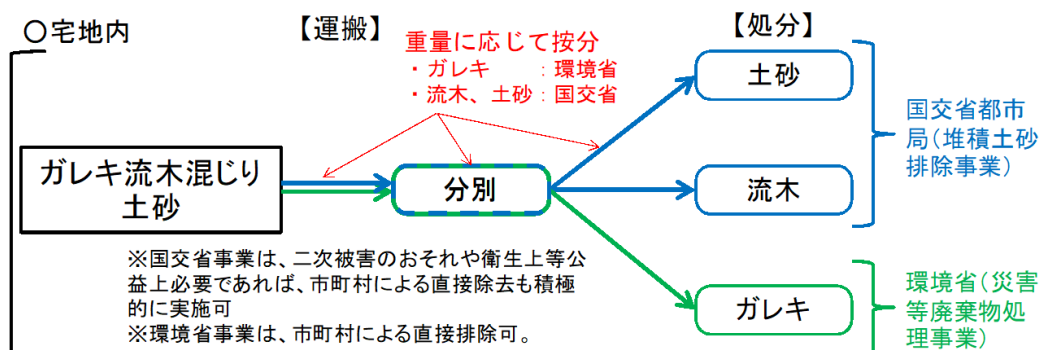 〇宅地内
【運搬】
【処分】
重量に応じて按分
・ガレキ　　　：環境省
・流木、土砂：国交省
土砂
国交省都市
局(堆積土砂
排除事業)
ガレキ流木混じり
土砂
分別
流木
※国交省事業は、二次被害のおそれや衛生上等公
益上必要であれば、市町村による直接除去も積極
的に実施可
※環境省事業は、市町村による直接排除可。
ガレキ
環境省(災害
等廃棄物処
理事業)